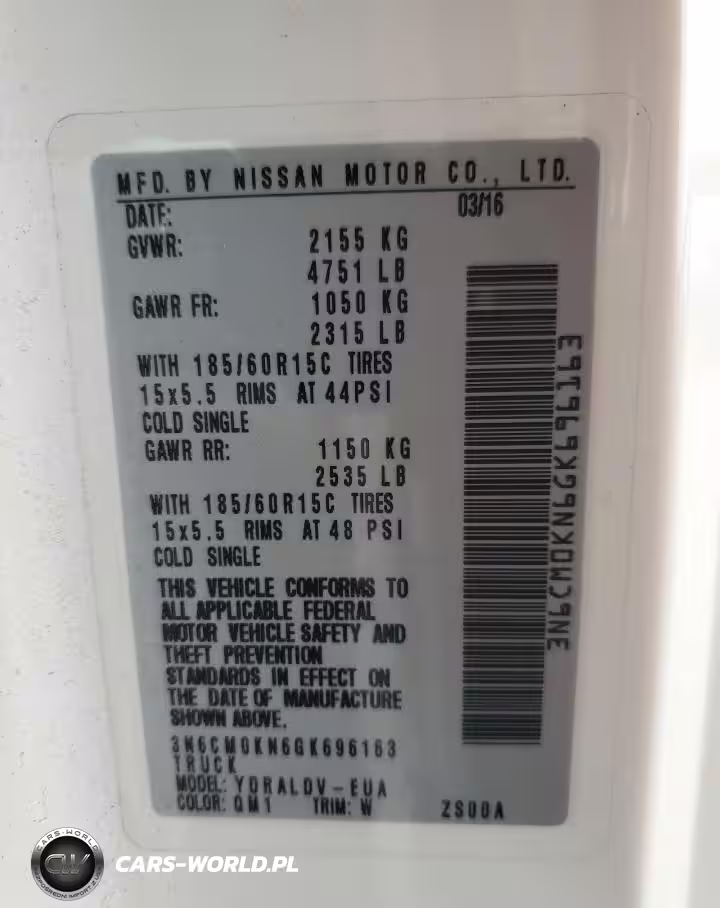 MFD. BY NISSAN MOTOR CO., LTD.
DATE: 03/16
GVWR: 2155 KG
4751 LB
GAWR FR: 1050 KG
2315 LB
WITH 185/60R15C TIRES
15x5.5 RIMS AT 44PSI
COLD SINGLE
GAWR RR: 1150 KG
2535 LB
WITH 185/60R15C TIRES
15x5.5 RIMS AT 48 PSI
COLD SINGLE
THIS VEHICLE CONFORMS TO
ALL APPLICABLE FEDERAL
MOTOR VEHICLE SAFETY AND
THEFT PREVENTION
STANDARDS IN EFFECT ON
THE DATE OF MANUFACTURE
SHOWN ABOVE.
3N6CM0KN6GK696163
TRUCK
MODEL: YDRALDV-EUA
COLOR: QM1 TRIM: W ZS00A
3N6CM0KN6GK696163
CARS-WORLD
CW
CARS-WORLD.PL